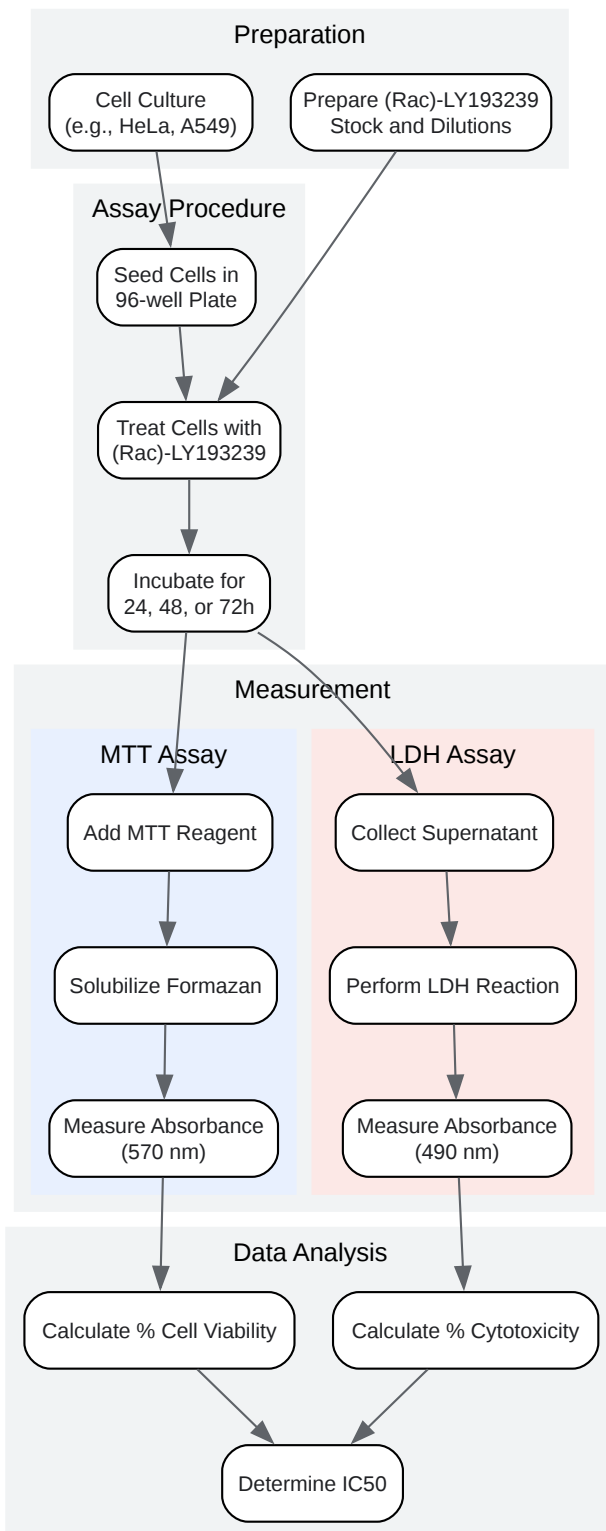 Preparation
Cell Culture
(e.g., HeLa, A549)
Prepare (Rac)-LY193239
Stock and Dilutions
Assay Procedure
Seed Cells in
96-well Plate
Treat Cells with
(Rac)-LY193239
Incubate for
24, 48, or 72h
Measurement
MTT Assay
Add MTT Reagent
Solubilize Formazan
Measure Absorbance
(570 nm)
LDH Assay
Collect Supernatant
Perform LDH Reaction
Measure Absorbance
(490 nm)
Data Analysis
Calculate % Cell Viability
Calculate % Cytotoxicity
Determine IC50